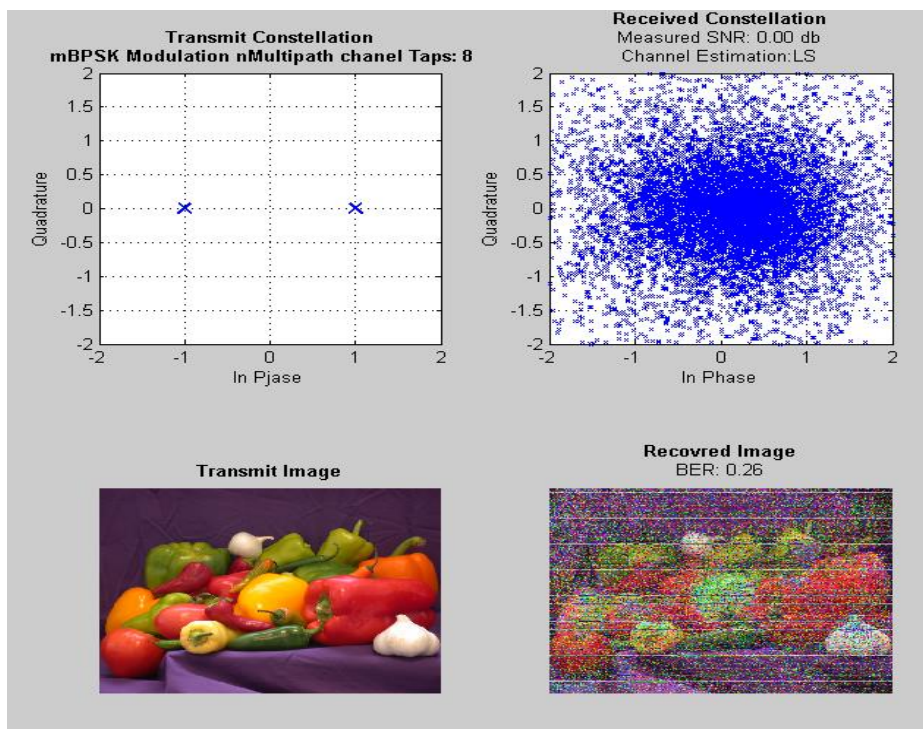 Transmit Constellation
mBPSK Modulation nMultipath chanel Taps: 8
2
1.5
1
0.5
0
-0.5
-1
-1.5
-2
Quadrature
-2
-1
0
1
2
In Pjase
Received Constellation
Measured SNR: 0.00 db
Channel Estimation:LS
2
1.5
1
0.5
0
-0.5
-1
-1.5
-2
Quadrature
-2
-1
0
1
2
In Phase
Transmit Image
Recovred Image
BER: 0.26